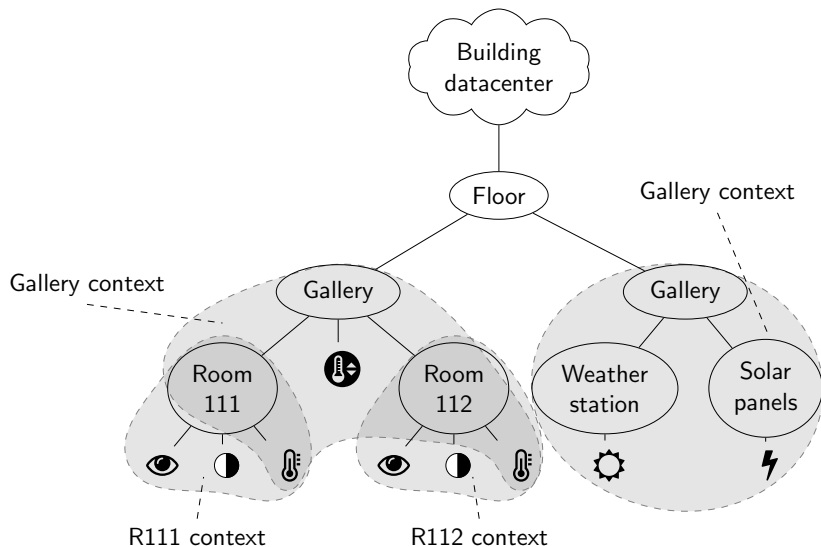 Building
datacenter
Floor
Gallery context
Gallery context
Gallery
Gallery
Room
111
Room
112
Weather
station
Solar
panels
R111 context
R112 context